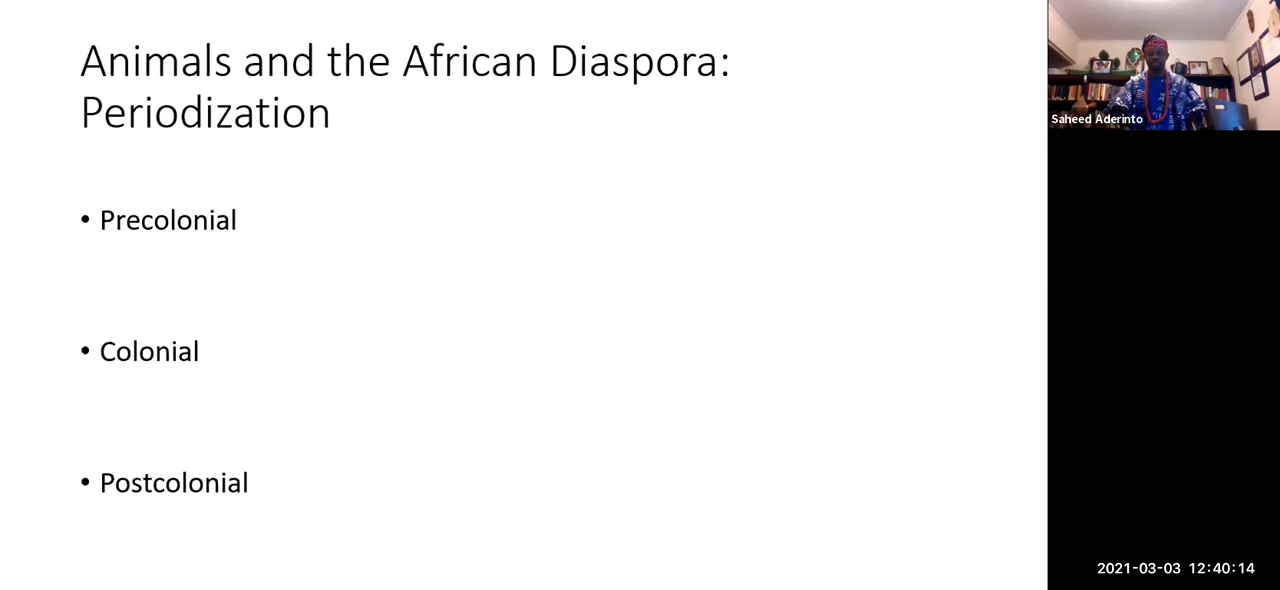 Animals and the African Diaspora:
Periodization
• Precolonial
• Colonial
• Postcolonial
Saheed Aderinto
2021-03-03 12:40:14